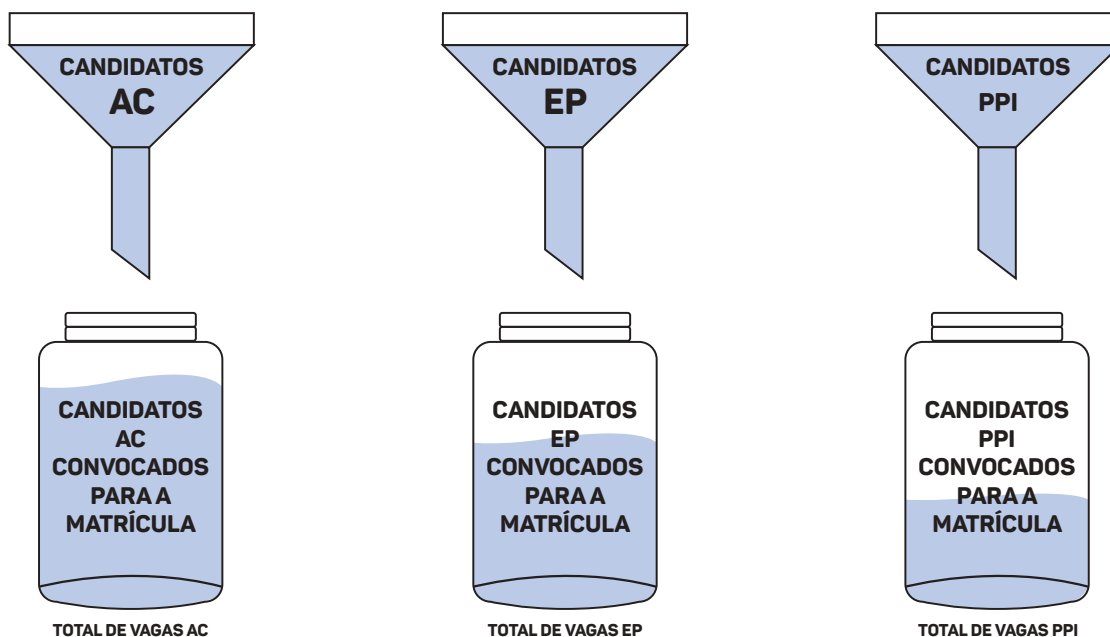 CANDIDATOS
AC
CANDIDATOS
EP
CANDIDATOS
PPI
CANDIDATOS
AC
CONVOCADOS
PARA A
MATRÍCULA
CANDIDATOS
EP
CONVOCADOS
PARA A
MATRÍCULA
CANDIDATOS
PPI
CONVOCADOS
PARA A
MATRÍCULA
TOTAL DE VAGAS AC
TOTAL DE VAGAS EP
TOTAL DE VAGAS PPI